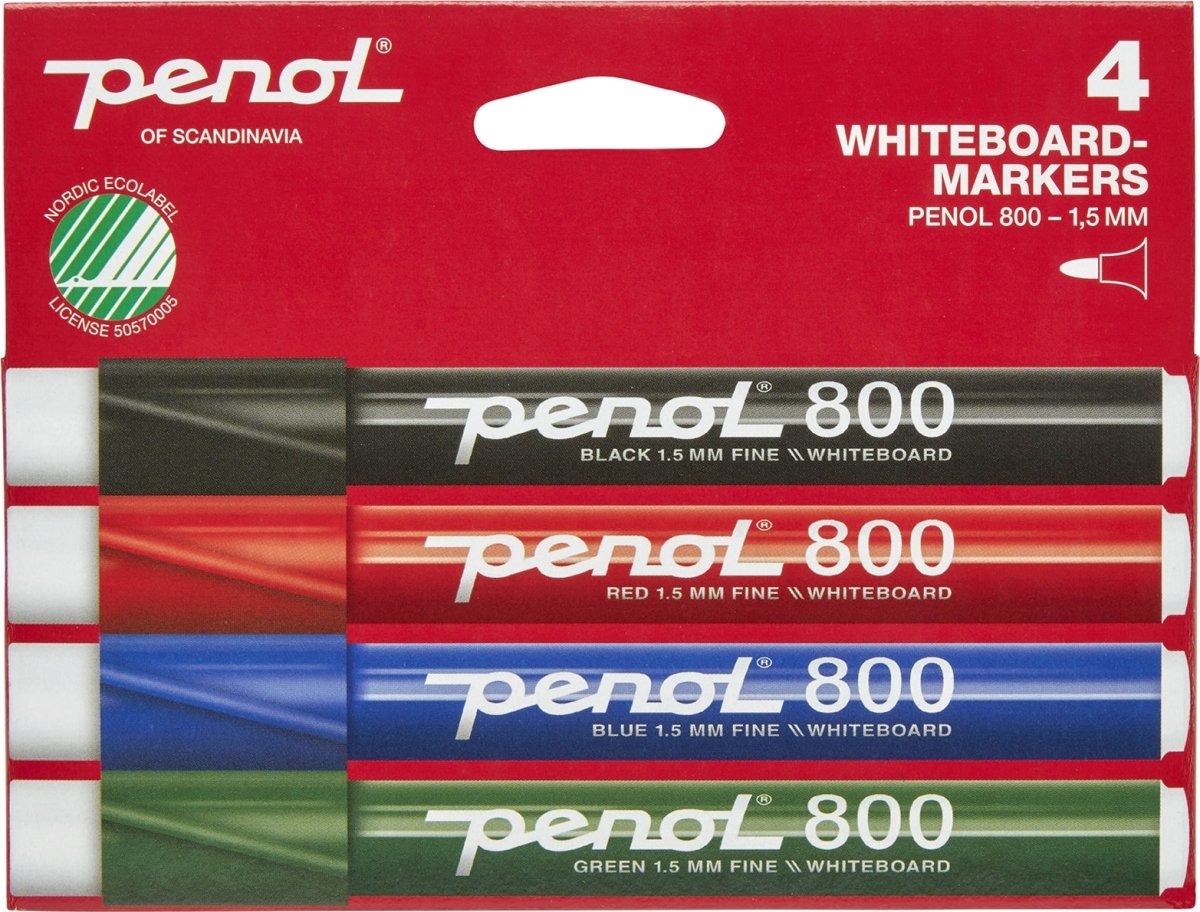 penol®
OF SCANDINAVIA
4
WHITEBOARD-
MARKERS
PENOL 800 – 1,5 MM
NORDIC ECOLABEL
LICENSE 50570005
penol® 800
BLACK 1.5 MM FINE \\ WHITEBOARD
penol® 800
RED 1.5 MM FINE \\ WHITEBOARD
penol® 800
BLUE 1.5 MM FINE \\ WHITEBOARD
penol® 800
GREEN 1.5 MM FINE \\ WHITEBOARD